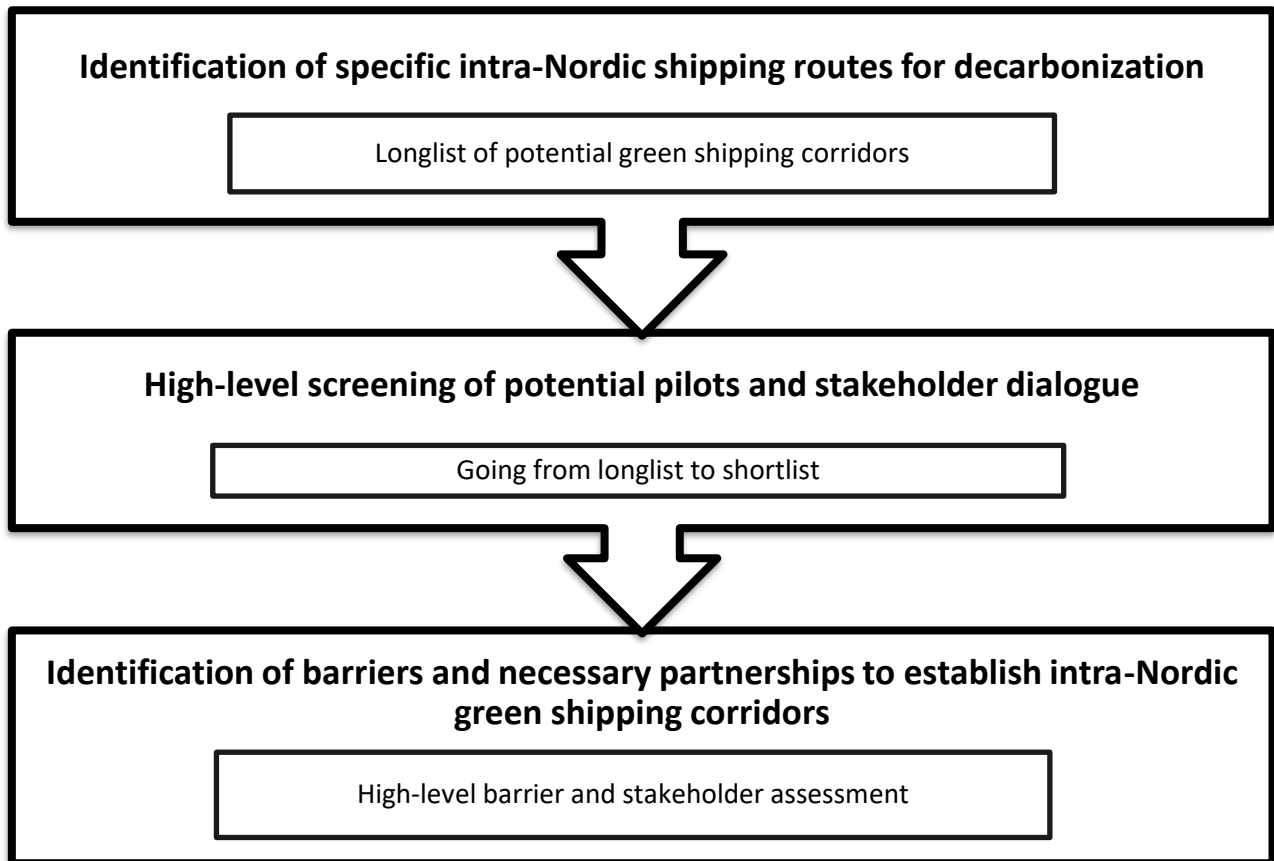 Identification of specific intra-Nordic shipping routes for decarbonization
Longlist of potential green shipping corridors
High-level screening of potential pilots and stakeholder dialogue
Going from longlist to shortlist
Identification of barriers and necessary partnerships to establish intra-Nordic
green shipping corridors
High-level barrier and stakeholder assessment